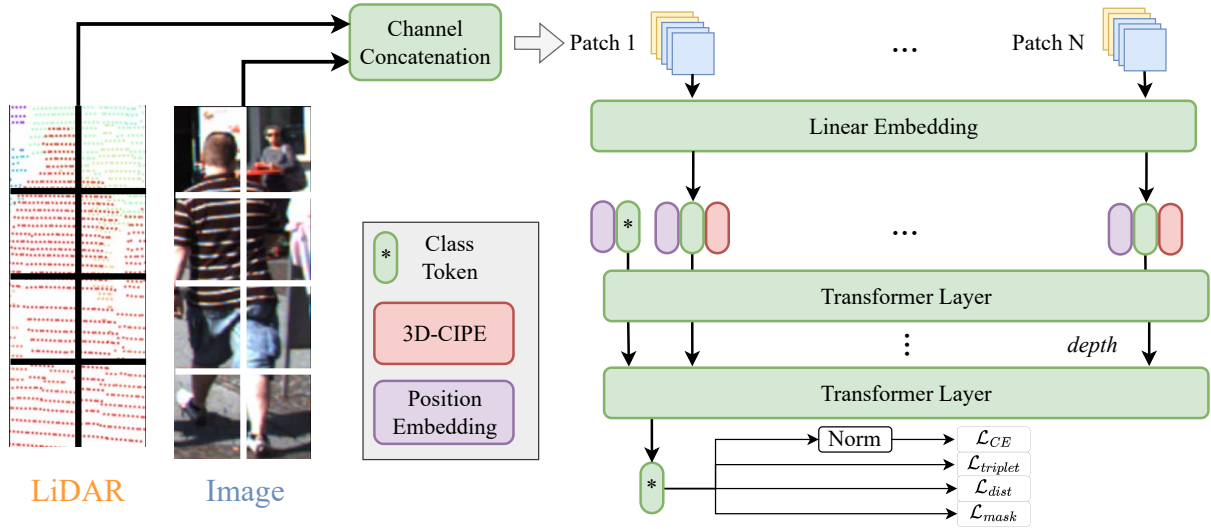 Channel
Concatenation
Patch 1
...
Patch N
Linear Embedding
*
...
* Class
Token
3D-CIPE
Position
Embedding
Transformer Layer
⋮
depth
Transformer Layer
*
Norm
ℒ_CE
ℒ_triplet
ℒ_dist
ℒ_mask
LiDAR
Image